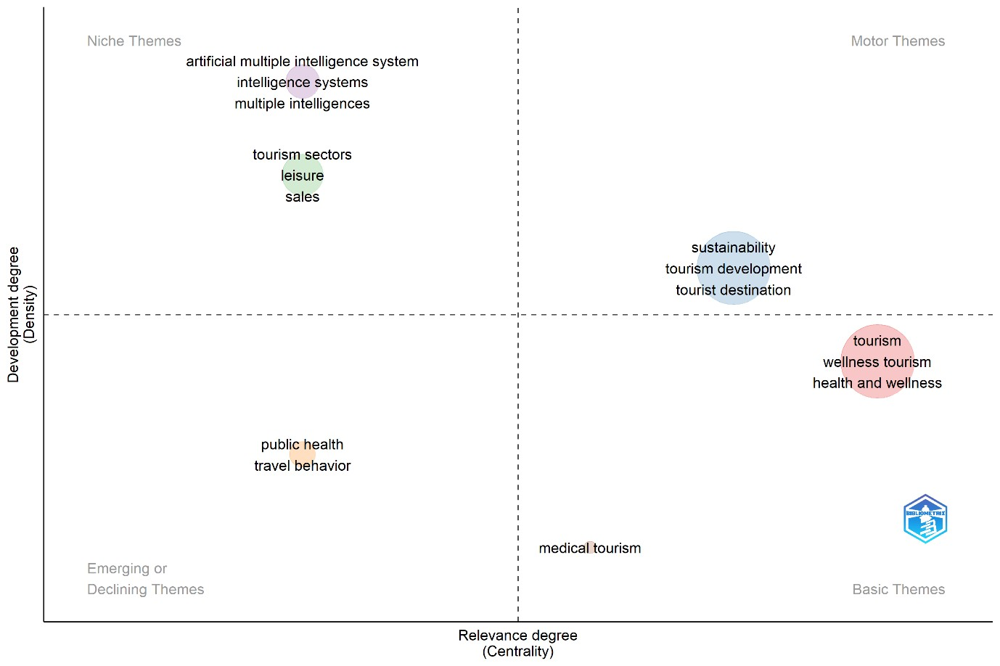 Niche Themes
Motor Themes
artificial multiple intelligence system
intelligence systems
multiple intelligences
tourism sectors
leisure
sales
sustainability
tourism development
tourist destination
Development degree
(Density)
tourism
wellness tourism
health and wellness
public health
travel behavior
BIBLIOMETRIX
medical tourism
Emerging or
Declining Themes
Basic Themes
Relevance degree
(Centrality)